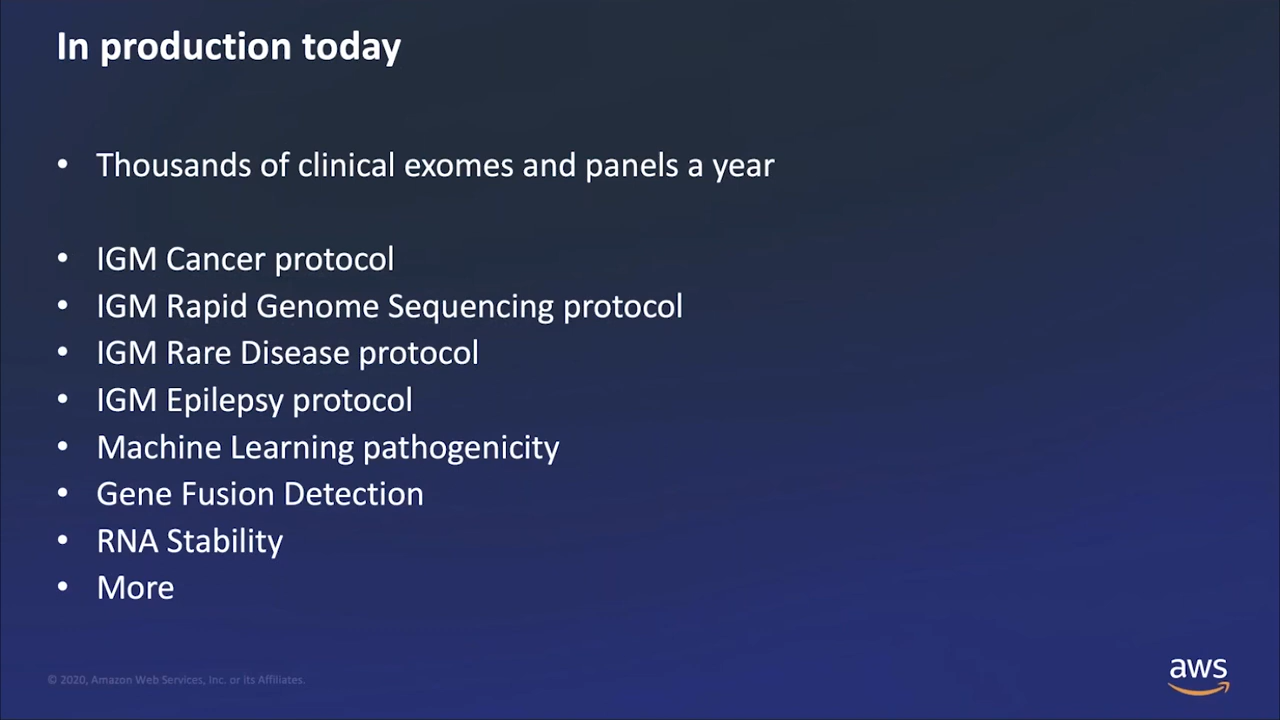 In production today
• Thousands of clinical exomes and panels a year
• IGM Cancer protocol
• IGM Rapid Genome Sequencing protocol
• IGM Rare Disease protocol
• IGM Epilepsy protocol
• Machine Learning pathogenicity
• Gene Fusion Detection
• RNA Stability
• More
© 2020, Amazon Web Services, Inc. or its Affiliates.
aws